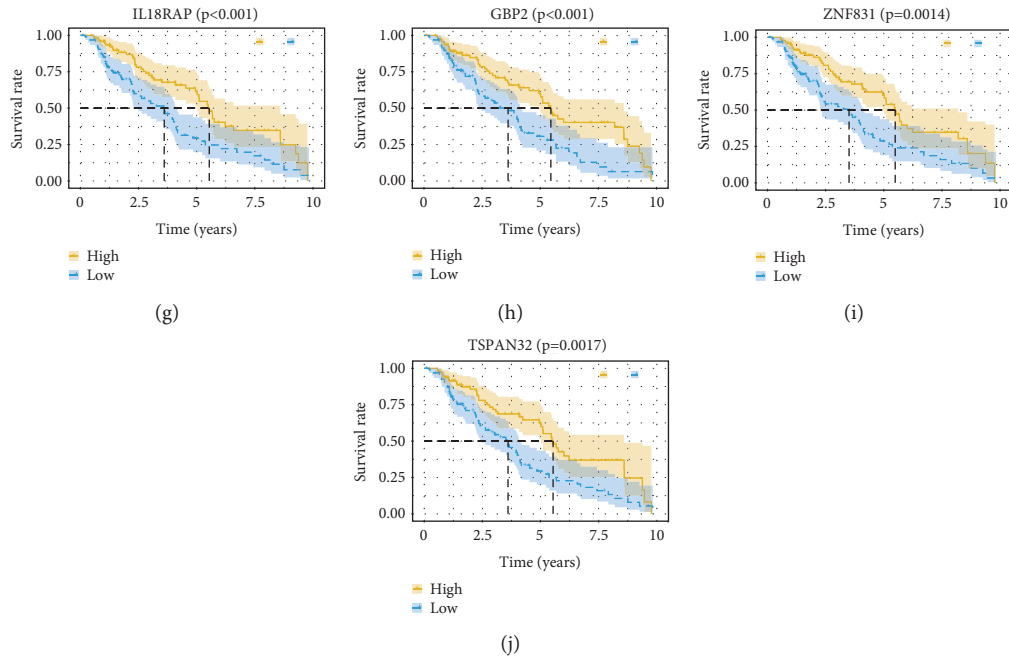 IL18RAP (p<0.001)
Survival rate
1.00
0.75
0.50
0.25
0.00
0
2.5
5
7.5
10
Time (years)
High
Low
(g)
GBP2 (p<0.001)
Survival rate
1.00
0.75
0.50
0.25
0.00
0
2.5
5
7.5
10
Time (years)
High
Low
(h)
ZNF831 (p=0.0014)
Survival rate
1.00
0.75
0.50
0.25
0.00
0
2.5
5
7.5
10
Time (years)
High
Low
(i)
TSPAN32 (p=0.0017)
Survival rate
1.00
0.75
0.50
0.25
0.00
0
2.5
5
7.5
10
Time (years)
High
Low
(j)